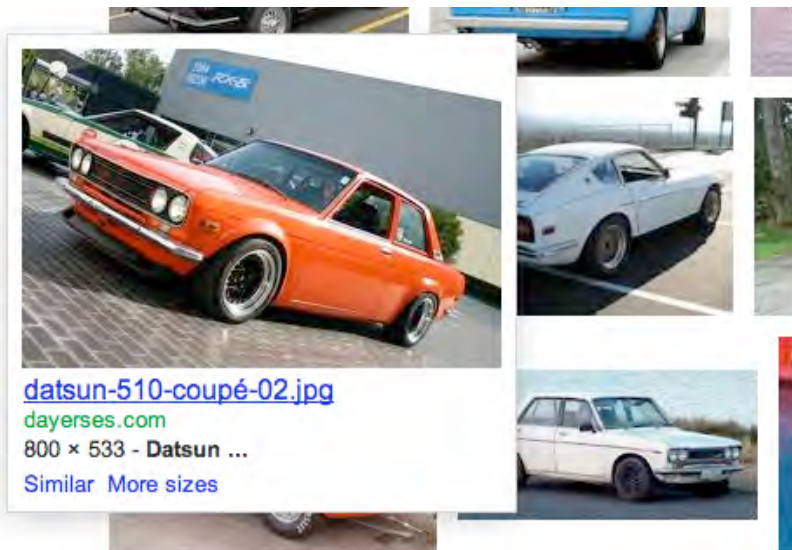 datsun-510-coupé-02.jpg
dayerses.com
800 × 533 - Datsun ...
Similar More sizes